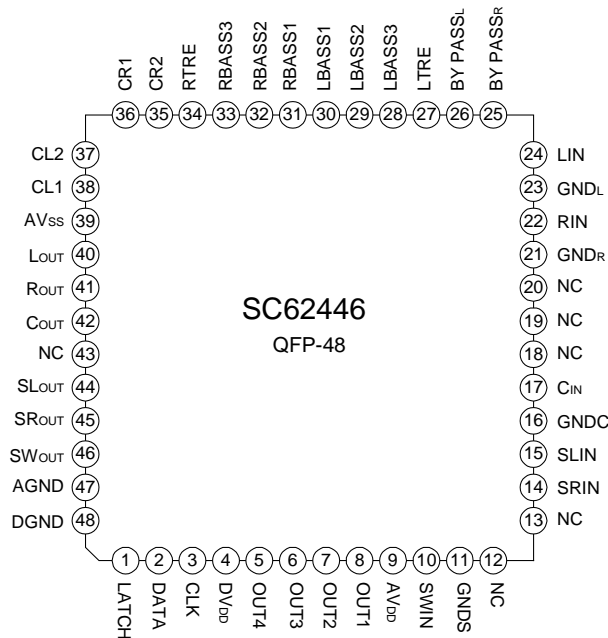 CR1
CR2
RTRE
RBASS3
RBASS2
RBASS1
LBASS1
LBASS2
LBASS3
LTRE
BY PASSL
BY PASSR
36 35 34 33 32 31 30 29 28 27 26 25
CL2 37
CL1 38
AVSS 39
LOUT 40
ROUT 41
COUT 42
NC 43
SLOUT 44
SROUT 45
SWOUT 46
AGND 47
DGND 48
SC62446
QFP-48
24 LIN
23 GNDL
22 RIN
21 GNDR
20 NC
19 NC
18 NC
17 CIN
16 GNDC
15 SLIN
14 SRIN
13 NC
1 2 3 4 5 6 7 8 9 10 11 12
LATCH
DATA
CLK
DVDD
OUT4
OUT3
OUT2
OUT1
AVDD
SWIN
GNDS
NC